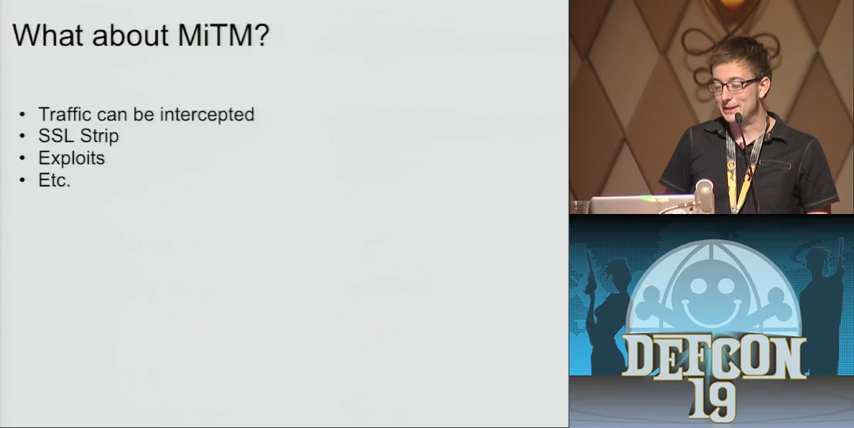 What about MiTM?
• Traffic can be intercepted
• SSL Strip
• Exploits
• Etc.
DEFCON
19